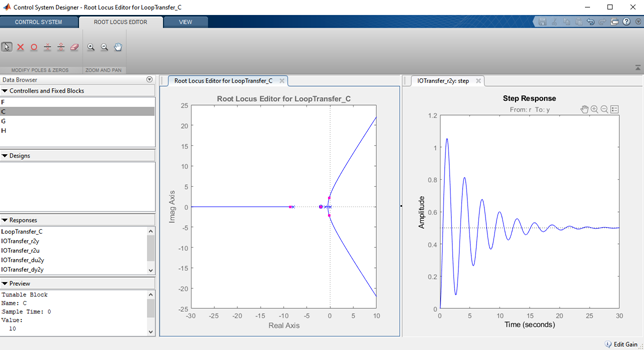 Control System Designer - Root Locus Editor for LoopTransfer_C
CONTROL SYSTEM
ROOT LOCUS EDITOR
VIEW
MODIFY POLES & ZEROS
ZOOM AND PAN
Data Browser
Controllers and Fixed Blocks
F
C
G
H
Designs
Responses
LoopTransfer_C
IOTransfer_r2y
IOTransfer_r2u
IOTransfer_du2y
IOTransfer_dy2y
Preview
Tunable Block
Name: C
Sample Time: 0
Value:
10
Root Locus Editor for LoopTransfer_C
Root Locus Editor for LoopTransfer_C
Imag Axis
25
20
15
10
5
0
-5
-10
-15
-20
-25
-30
-25
-20
-15
-10
-5
0
5
10
Real Axis
IOTransfer_r2y: step
Step Response
From: r To: y
Amplitude
1.2
1
0.8
0.6
0.4
0.2
0
0
5
10
15
20
25
30
Time (seconds)
Edit Gain